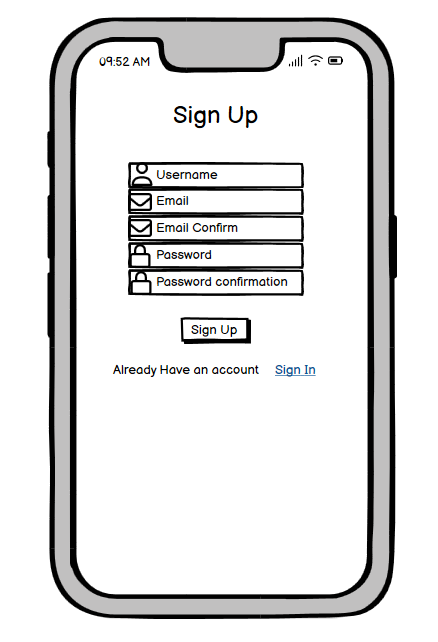 09:52 AM
Sign Up
Username
Email
Email Confirm
Password
Password confirmation
Sign Up
Already Have an account Sign In